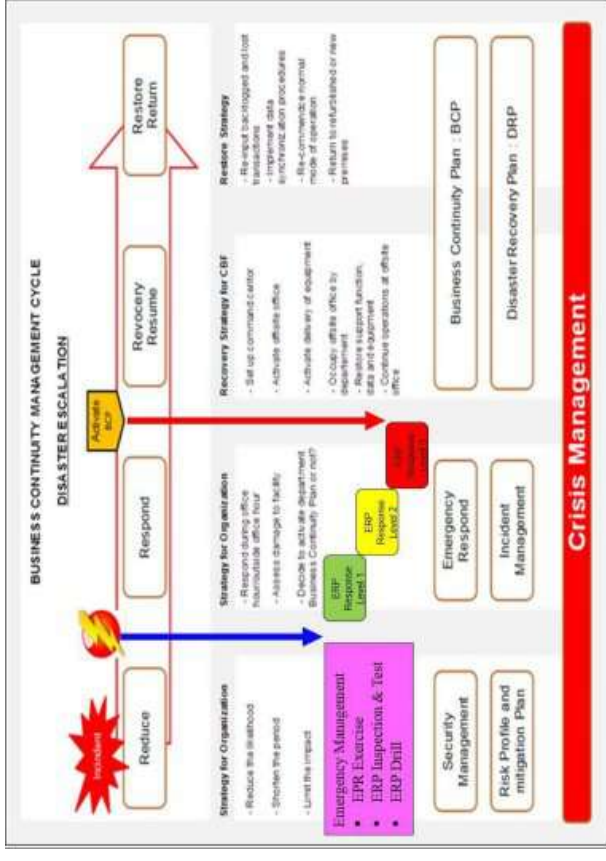 BUSINESS CONTINUITY MANAGEMENT CYCLE
DISASTER ESCALATION
Incindent
Activate
BCP
Reduce
Respond
Revocery
Resume
Restore
Return
Strategy for Organization
- Reduce the likelihood
- Shorten the period
- Limit the impact
Strategy for Organization
- Respond during office
hour/outside office hour
- Assess damage to facility
- Decide to activate department
Business Continuity Plan or not?
Recovery Strategy for CBF
- Set up command center
- Activate offsite office
- Activate delivery of equipment
- Occupy offsite office by
departement
- Restore support function,
data and equipment
- Continue operations at offsite
office
Restore Strategy
- Re-input backlogged and lost
transactions
- Implement data
synchronization procedures
- Re-commence normal
mode of operation
- Return to refurbished or new
premises
Emergency Management
• EPR Exercise
• ERP Inspection & Test
• ERP Drill
ERP
Response
Level 1
ERP
Response
Level 2
ERP
Response
Security
Management
Risk Profile and
mitigation Plan
Emergency
Respond
Incident
Management
Business Continuity Plan : BCP
Disaster Recovery Plan : DRP
Crisis Management